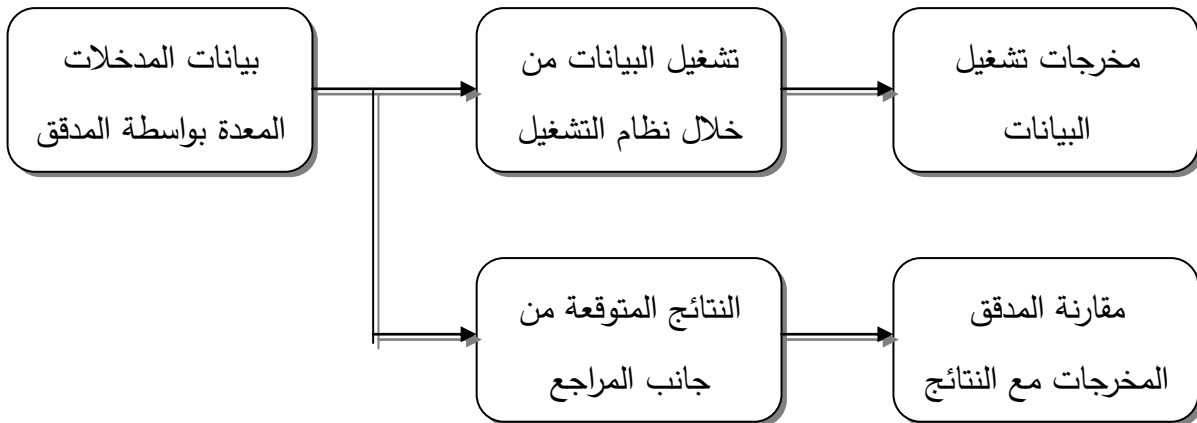 بيانات المدخلات
المعدة بواسطة المدقق
تشغيل البيانات من
خلال نظام التشغيل
مخرجات تشغيل
البيانات
النتائج المتوقعة من
جانب المراجع
مقارنة المدقق
المخرجات مع النتائج